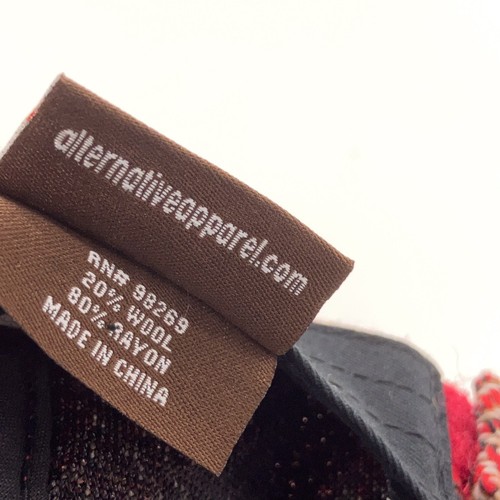 alternativeapparel.com
RN# 98269
20% WOOL
80% RAYON
MADE IN CHINA